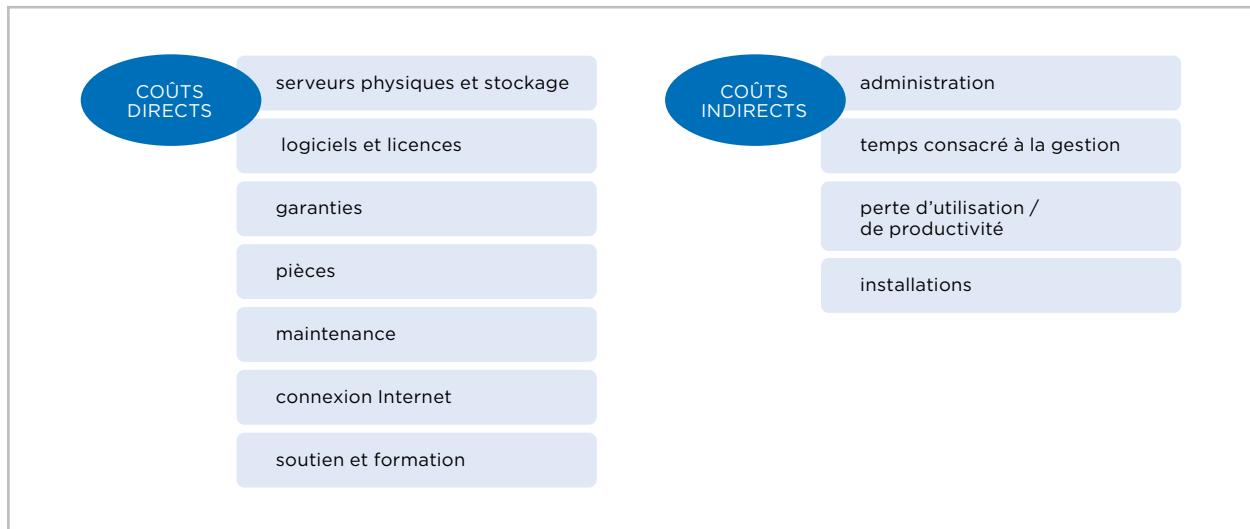 COÛTS
DIRECTS
serveurs physiques et stockage
logiciels et licences
garanties
pièces
maintenance
connexion Internet
soutien et formation
COÛTS
INDIRECTS
administration
temps consacré à la gestion
perte d’utilisation /
de productivité
installations